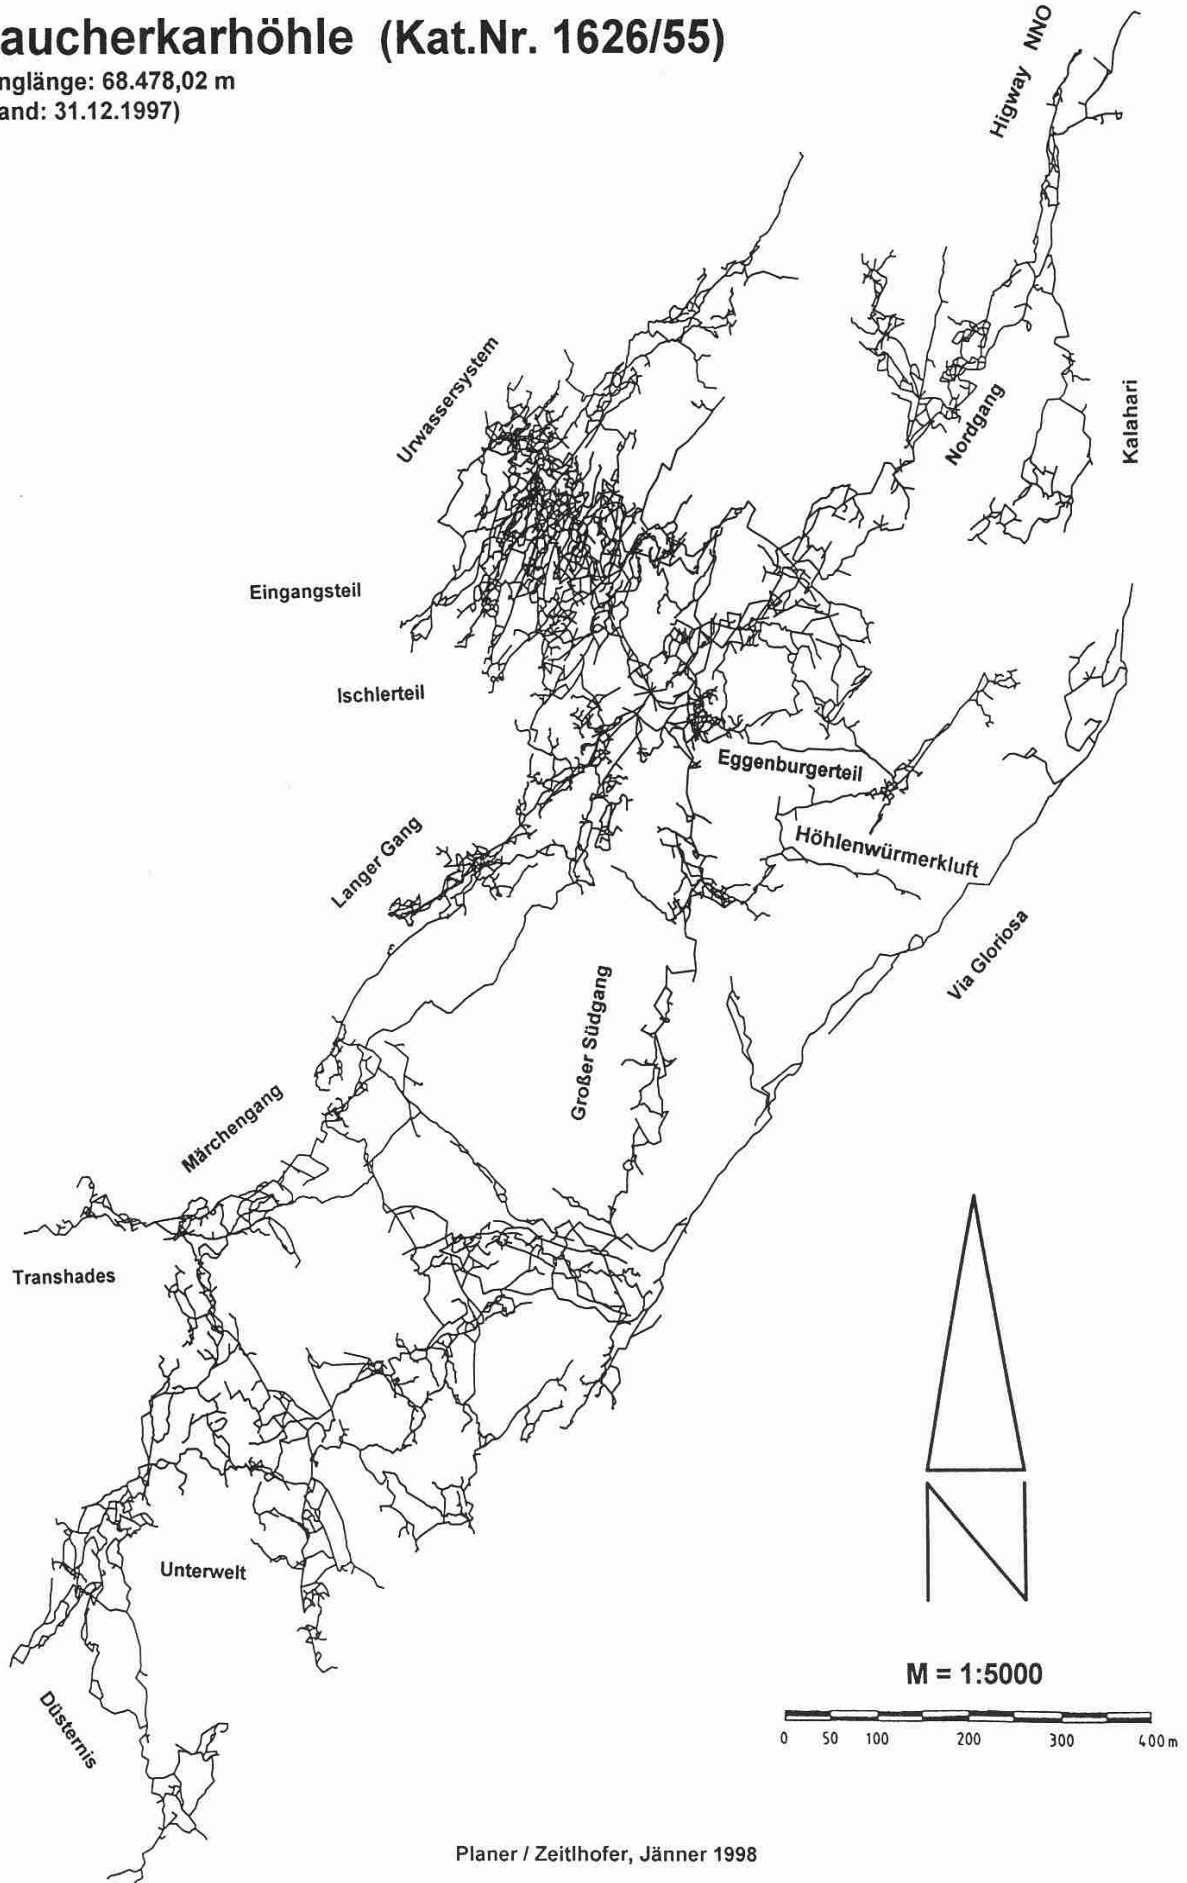 aucherkarhöhle (Kat.Nr. 1626/55)
nglänge: 68.478,02 m
and: 31.12.1997)
Higway NNO
Urwassersystem
Nordgang
Kalahari
Eingangsteil
Ischlerteil
Eggenburgerteil
Höhlenwürmerkluft
Langer Gang
Via Gloriosa
Großer Südgang
Märchengang
Transhades
Unterwelt
Düsternis
N
M = 1:5000
0 50 100 200 300 400 m
Planer / Zeitlhofer, Jänner 1998